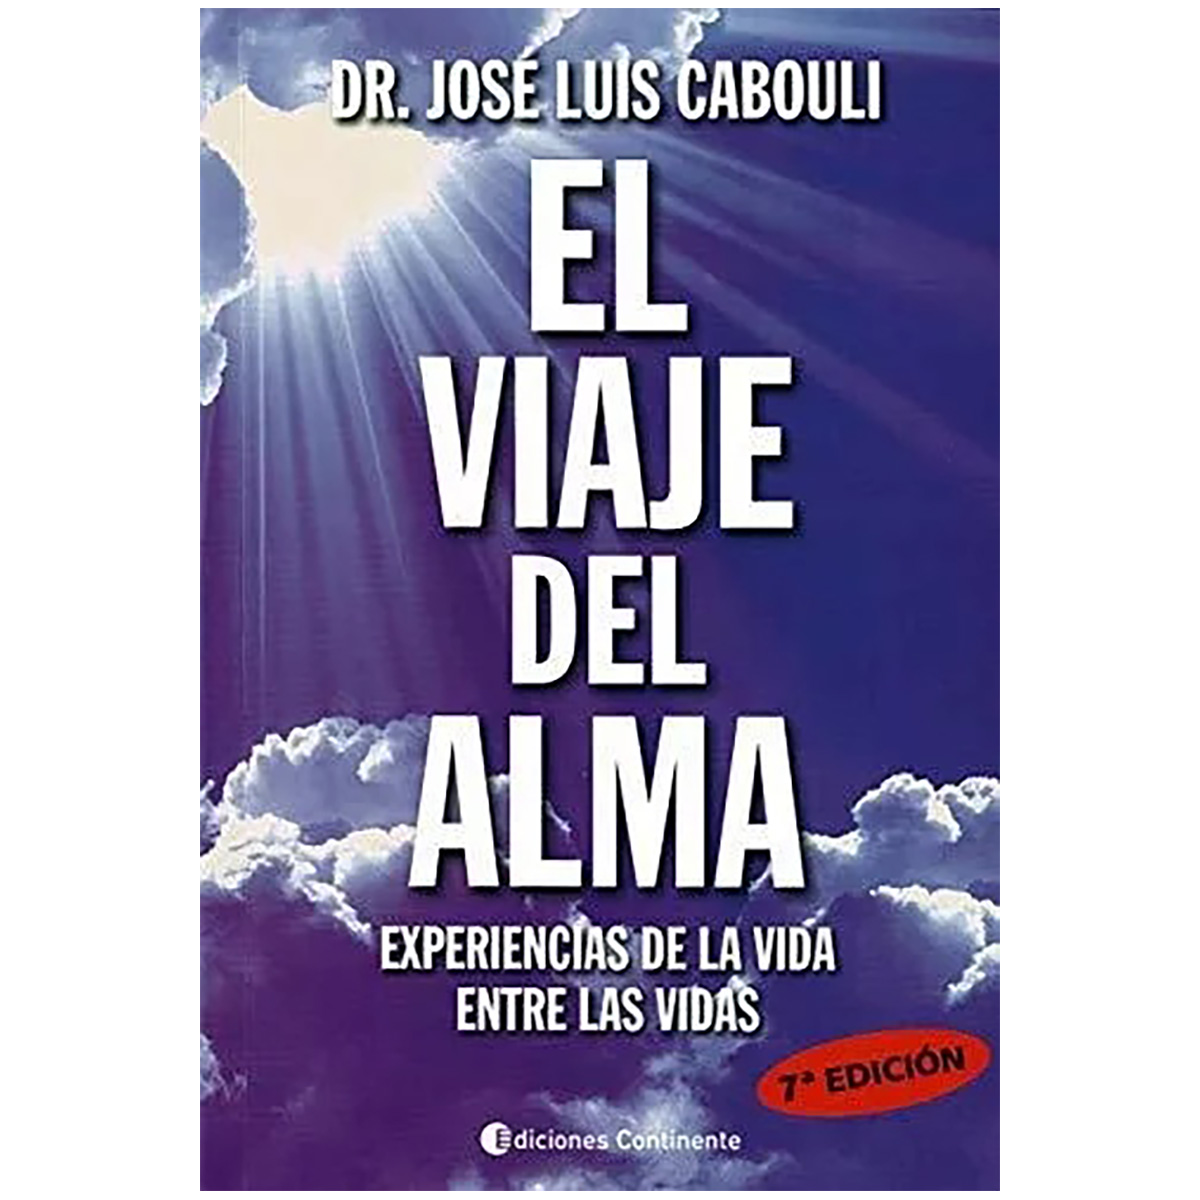 DR. JOSÉ LUIS CABOULI
EL
VIAJE
DEL
ALMA
EXPERIENCIAS DE LA VIDA
ENTRE LAS VIDAS
7ª EDICIÓN
Ediciones Continente